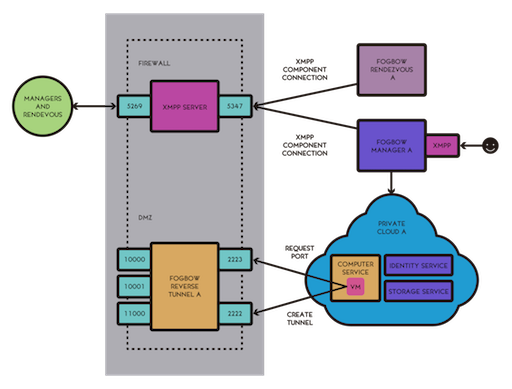 FIREWALL
MANAGERS
AND
RENDEVOUS
5269
XMPP SERVER
5347
XMPP
COMPONENT
CONNECTION
FOGBOW
RENDEZVOUS
A
XMPP
COMPONENT
CONNECTION
FOGBOW
MANAGER A
XMPP
DMZ
10000
10001
11000
FOGBOW
REVERSE
TUNNEL A
2223
2222
REQUEST
PORT
CREATE
TUNNEL
PRIVATE
CLOUD A
COMPUTER
SERVICE
VM
IDENTITY SERVICE
STORAGE SERVICE